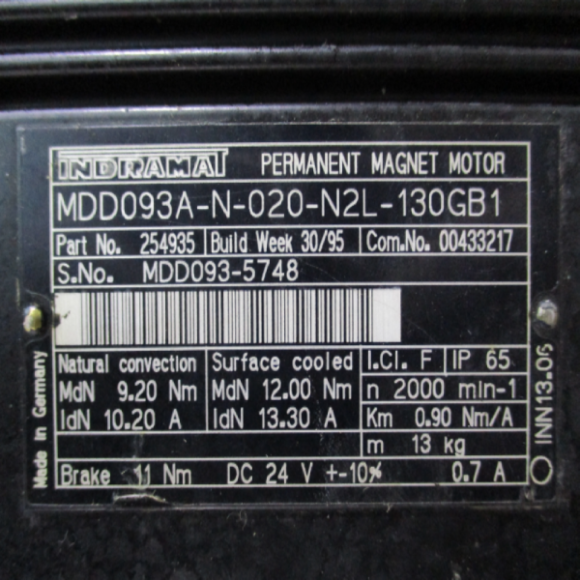 INDRAMAT PERMANENT MAGNET MOTOR
MDD093A-N-020-N2L-130GB1
Part No. 254935 Build Week 30/95 Com.No. 00433217
S.No. MDD093-5748
Natural convection Surface cooled I.Cl. F IP 65
MdN 9.20 Nm MdN 12.00 Nm n 2000 min-1
IdN 10.20 A IdN 13.30 A Km 0.90 Nm/A
m 13 kg
Brake 11 Nm DC 24 V +-10% 0.7 A
Made in Germany
INN13.06